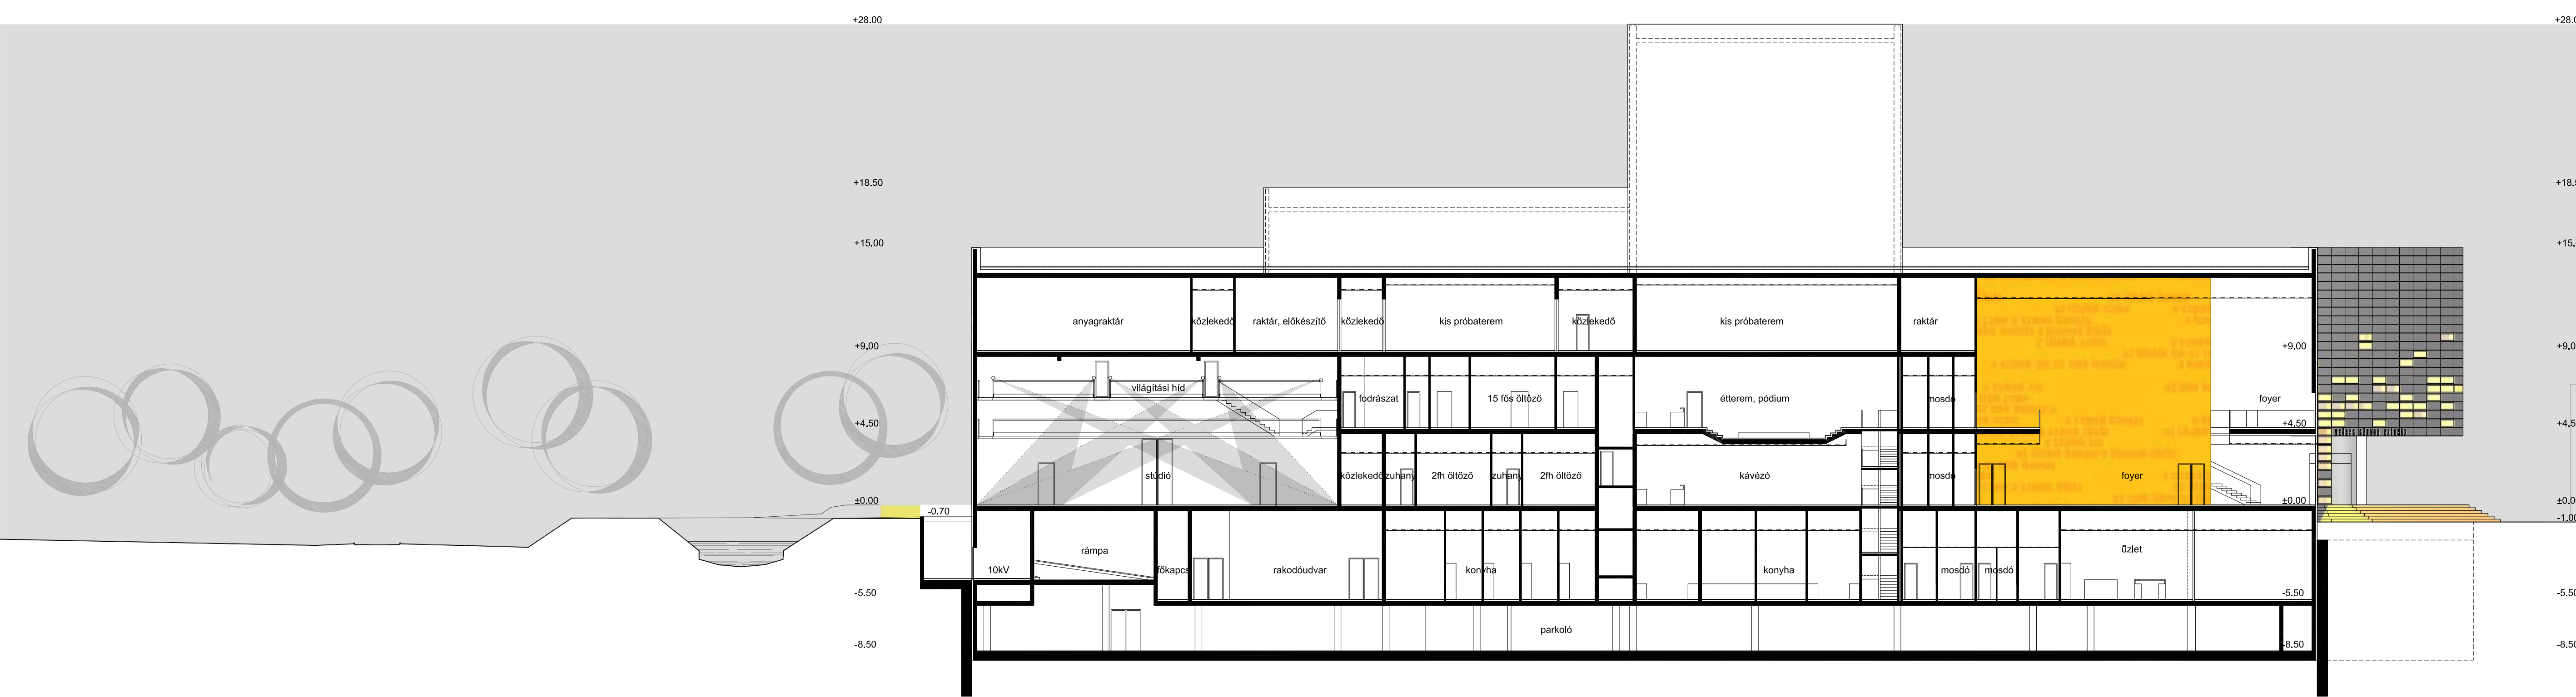 +28.00
+28.0
+18.50
+18.5
+15.00
+15.
anyagraktár
közlekedő
raktár, előkészítő
közlekedő
kis próbaterem
közlekedő
kis próbaterem
raktár
+9.00
+9.00
+9.0
világítási híd
fodrászat
15 fős öltöző
étterem, pódium
mosdó
foyer
+4,50
+4,50
+4,5
stúdió
közlekedő
zuhany
2fh öltöző
zuhany
2fh öltöző
kávézó
mosdó
foyer
±0.00
±0.00
±0.0
-0.70
-1.00
rámpa
üzlet
10kV
főkapcs
rakodóudvar
konyha
konyha
mosdó
mosdó
-5.50
-5.50
-5.50
parkoló
-8.50
-8.50
-8.50